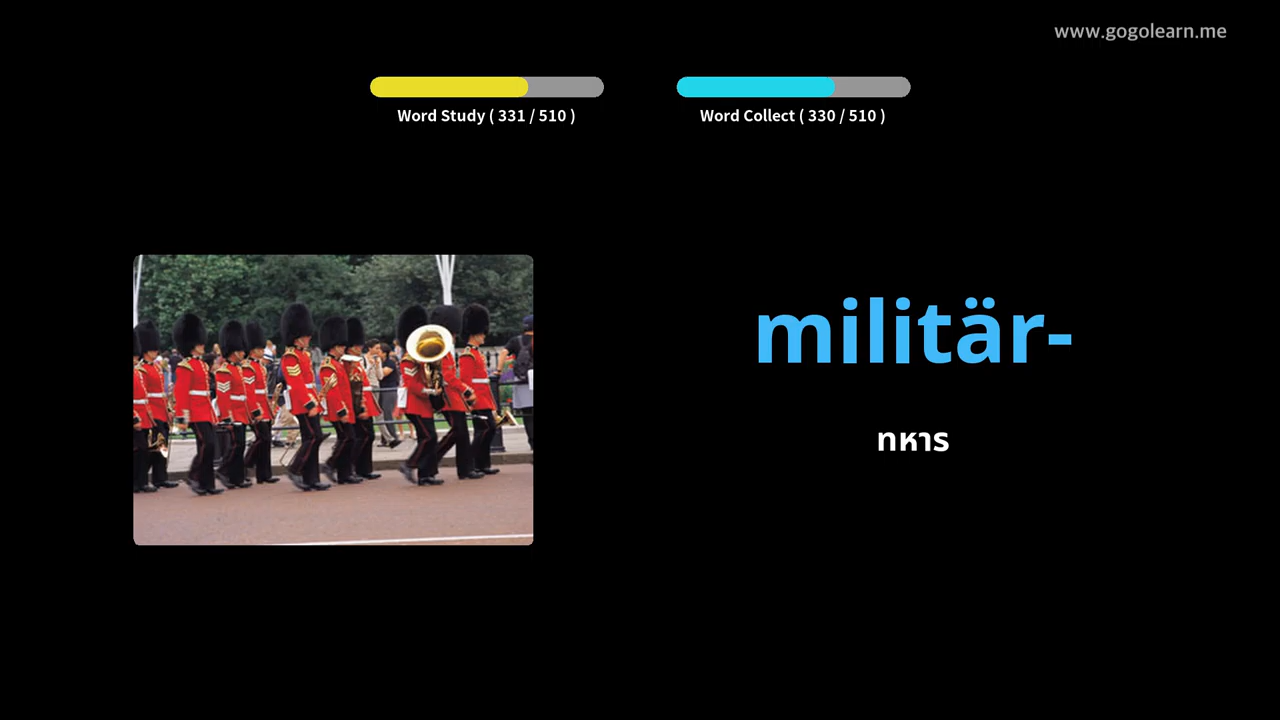 www.gogolearn.me
Word Study ( 331 / 510 )
Word Collect ( 330 / 510 )
militär-
ทหาร